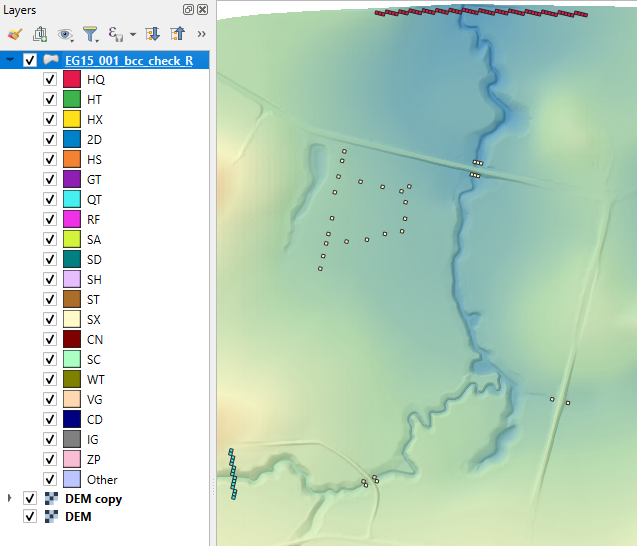 Layers
EG15_001_bcc_check_R
HQ
HT
HX
2D
HS
GT
QT
RF
SA
SD
SH
ST
SX
CN
SC
WT
VG
CD
IG
ZP
Other
DEM copy
DEM